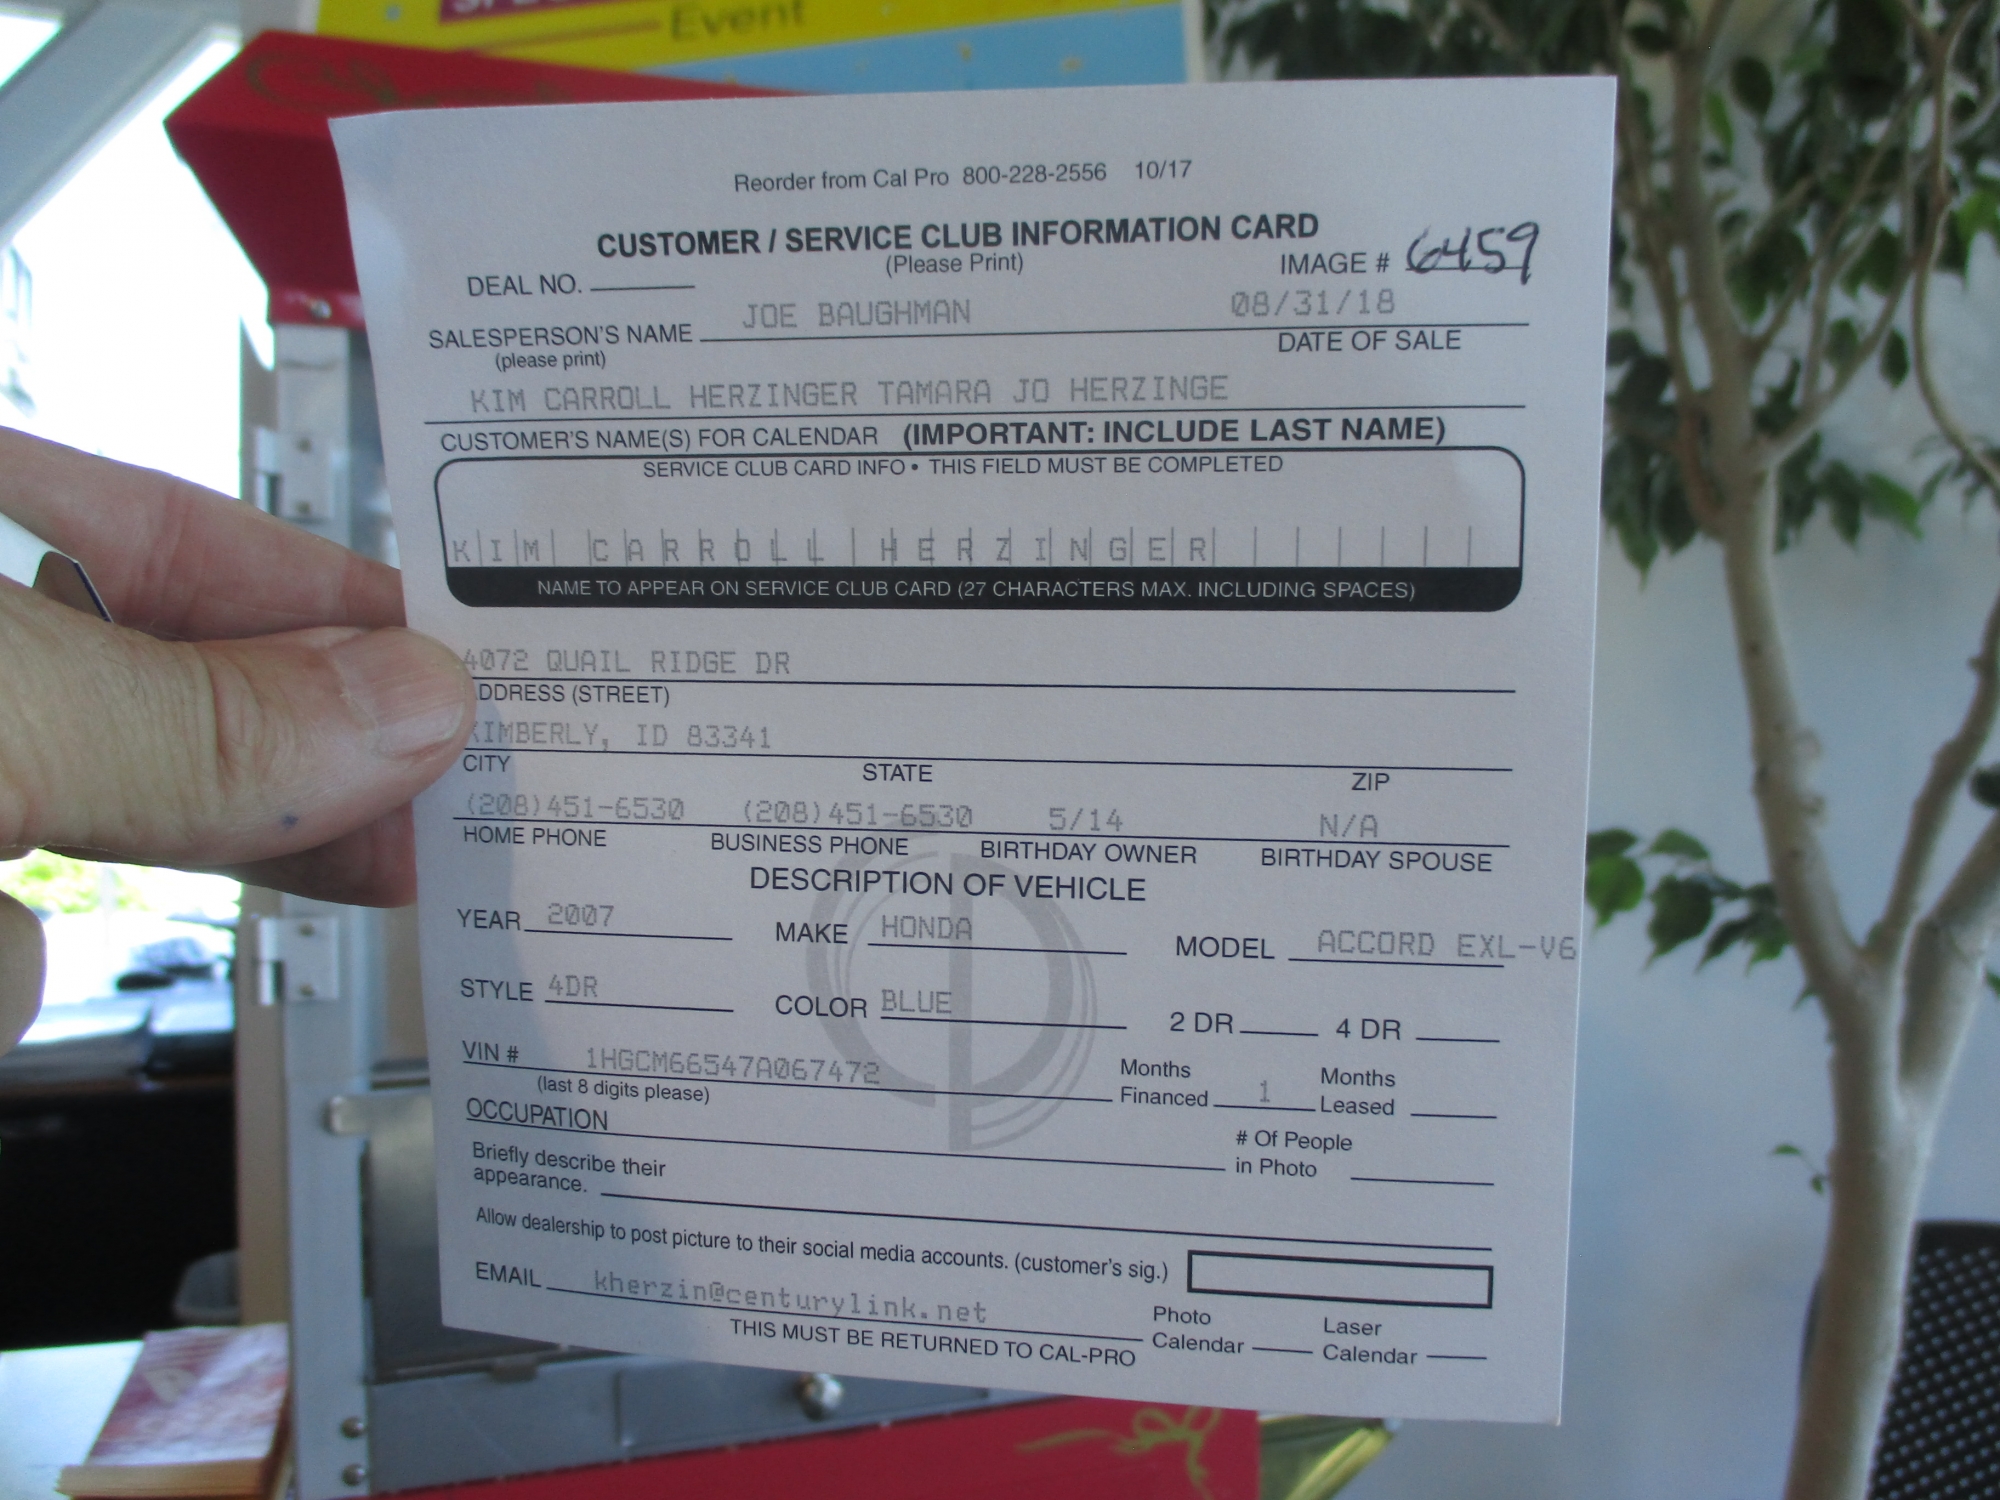 Event
Reorder from Cal Pro 800-228-2556 10/17
CUSTOMER / SERVICE CLUB INFORMATION CARD
(Please Print)
DEAL NO. IMAGE # 6459
JOE BAUGHMAN 08/31/18
SALESPERSON'S NAME DATE OF SALE
(please print)
KIM CARROLL HERZINGER TAMARA JO HERZINGE
CUSTOMER'S NAME(S) FOR CALENDAR (IMPORTANT: INCLUDE LAST NAME)
SERVICE CLUB CARD INFO • THIS FIELD MUST BE COMPLETED
KIM CARROLL HERZINGER
NAME TO APPEAR ON SERVICE CLUB CARD (27 CHARACTERS MAX. INCLUDING SPACES)
4072 QUAIL RIDGE DR
ADDRESS (STREET)
KIMBERLY, ID 83341
CITY STATE ZIP
(208)451-6530 (208)451-6530 5/14 N/A
HOME PHONE BUSINESS PHONE BIRTHDAY OWNER BIRTHDAY SPOUSE
DESCRIPTION OF VEHICLE
YEAR 2007 MAKE HONDA MODEL ACCORD EXL-V6
STYLE 4DR COLOR BLUE 2 DR 4 DR
VIN # 1HGCM66547A067472 Months Financed 1 Months Leased
(last 8 digits please)
OCCUPATION # Of People in Photo
Briefly describe their
appearance.
Allow dealership to post picture to their social media accounts. (customer's sig.)
EMAIL kherzin@centurylink.net Photo Calendar Laser Calendar
THIS MUST BE RETURNED TO CAL-PRO